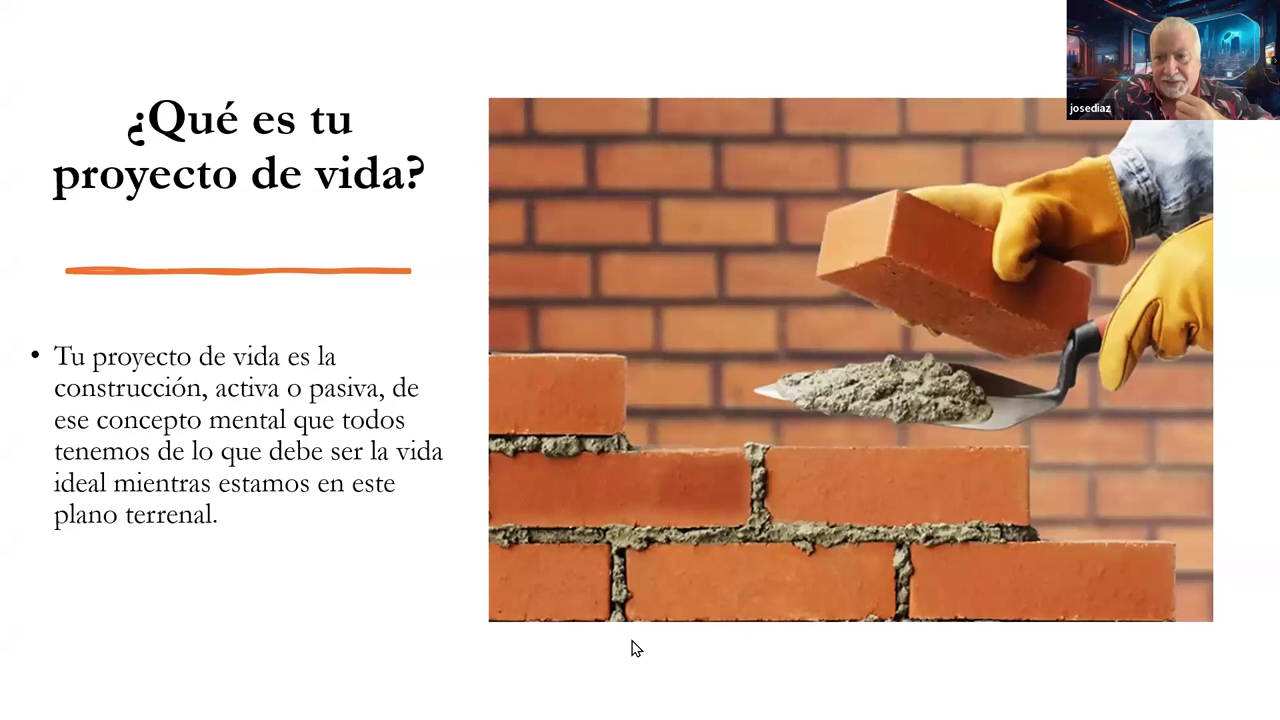 ¿Qué es tu
proyecto de vida?
• Tu proyecto de vida es la
construcción, activa o pasiva, de
ese concepto mental que todos
tenemos de lo que debe ser la vida
ideal mientras estamos en este
plano terrenal.
josediaz